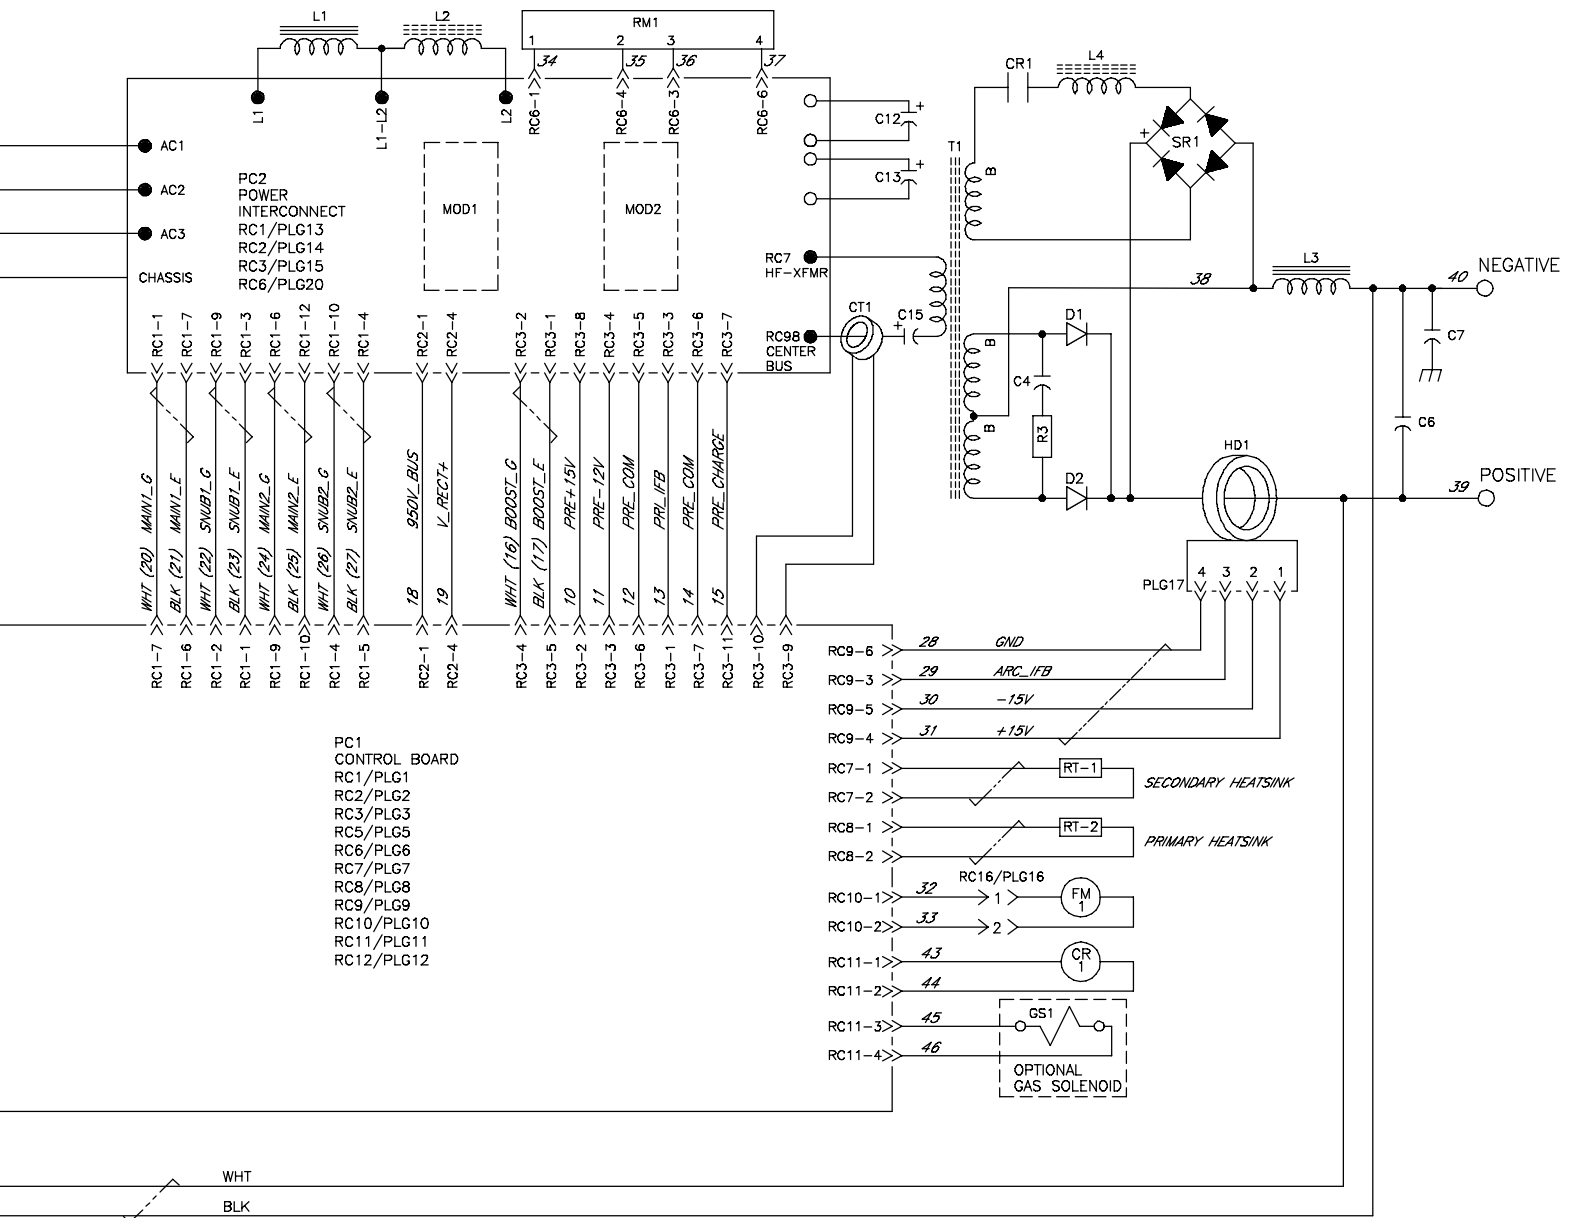 L1
L2
RM1
1
2
3
4
34
35
36
37
RC6-1
RC6-4
RC6-3
RC6-6
L1
L1-L2
L2
CR1
L4
+
SR1
C12
+
C13
+
T1
B
AC1
AC2
AC3
CHASSIS
PC2
POWER
INTERCONNECT
RC1/PLG13
RC2/PLG14
RC3/PLG15
RC6/PLG20
MOD1
MOD2
RC7
HF-XFMR
RC98
CENTER
BUS
CT1
C15
+
B
B
D1
C4
R3
D2
38
L3
40
NEGATIVE
C7
C6
HD1
39
POSITIVE
RC1-1
RC1-7
RC1-9
RC1-3
RC1-6
RC1-12
RC1-10
RC1-4
RC2-1
RC2-4
RC3-2
RC3-1
RC3-8
RC3-4
RC3-5
RC3-3
RC3-6
RC3-7
WHT (20) MAIN1_G
BLK (21) MAIN1_E
WHT (22) SNUB1_G
BLK (23) SNUB1_E
WHT (24) MAIN2_G
BLK (25) MAIN2_E
WHT (26) SNUB2_G
BLK (27) SNUB2_E
18 950V_BUS
19 V_RECT+
WHT (16) BOOST_G
BLK (17) BOOST_E
10 PRE+15V
11 PRE-12V
12 PRE_COM
13 PRI_IFB
14 PRE_COM
15 PRE_CHARGE
RC1-7
RC1-6
RC1-2
RC1-1
RC1-9
RC1-10
RC1-4
RC1-5
RC2-1
RC2-4
RC3-4
RC3-5
RC3-2
RC3-3
RC3-6
RC3-1
RC3-7
RC3-11
RC3-10
RC3-9
PLG17
4
3
2
1
RC9-6 28 GND
RC9-3 29 ARC_IFB
RC9-5 30 -15V
RC9-4 31 +15V
RC7-1 RT-1
RC7-2
SECONDARY HEATSINK
RC8-1 RT-2
RC8-2
PRIMARY HEATSINK
RC16/PLG16
RC10-1 32 1 FM 1
RC10-2 33 2
RC11-1 43 CR 1
RC11-2 44
RC11-3 45 GS1
RC11-4 46
OPTIONAL
GAS SOLENOID
PC1
CONTROL BOARD
RC1/PLG1
RC2/PLG2
RC3/PLG3
RC5/PLG5
RC6/PLG6
RC7/PLG7
RC8/PLG8
RC9/PLG9
RC10/PLG10
RC11/PLG11
RC12/PLG12
WHT
BLK